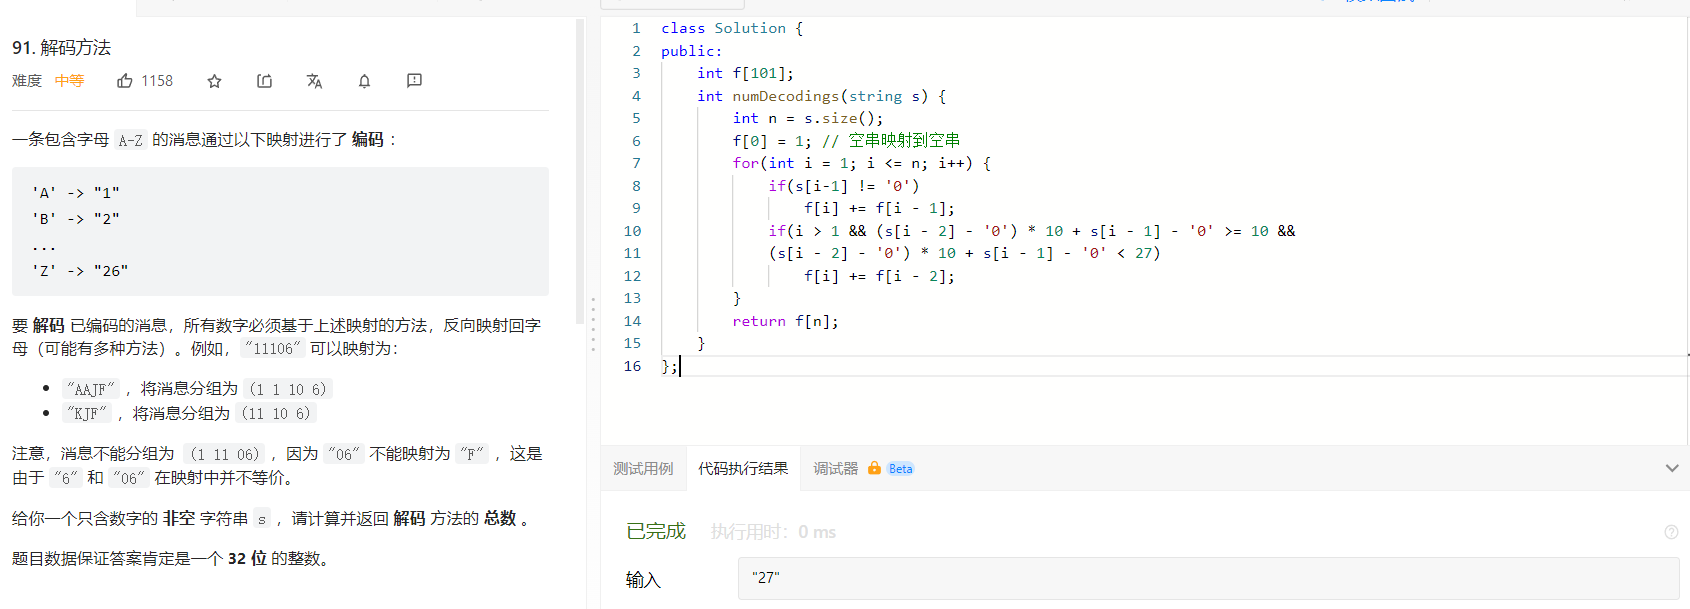 91. 解码方法
难度 中等 1158
一条包含字母 A-Z 的消息通过以下映射进行了 编码 ：
'A' -> "1"
'B' -> "2"
...
'Z' -> "26"
要 解码 已编码的消息，所有数字必须基于上述映射的方法，反向映射回字
母（可能有多种方法）。例如，"11106" 可以映射为：
"AAJF" ，将消息分组为 (1 1 10 6)
"KJF" ，将消息分组为 (11 10 6)
注意，消息不能分组为 (1 11 06) ，因为 "06" 不能映射为 "F" ，这是
由于 "6" 和 "06" 在映射中并不等价。
给你一个只含数字的 非空 字符串 s ，请计算并返回 解码 方法的 总数 。
题目数据保证答案肯定是一个 32 位 的整数。
1 class Solution {
2 public:
3 int f[101];
4 int numDecodings(string s) {
5 int n = s.size();
6 f[0] = 1; // 空串映射到空串
7 for(int i = 1; i <= n; i++) {
8 if(s[i-1] != '0')
9 f[i] += f[i - 1];
10 if(i > 1 && (s[i - 2] - '0') * 10 + s[i - 1] - '0' >= 10 &&
11 (s[i - 2] - '0') * 10 + s[i - 1] - '0' < 27)
12 f[i] += f[i - 2];
13 }
14 return f[n];
15 }
16 };
测试用例 代码执行结果 调试器 Beta
已完成 执行用时：0 ms
输入 "27"